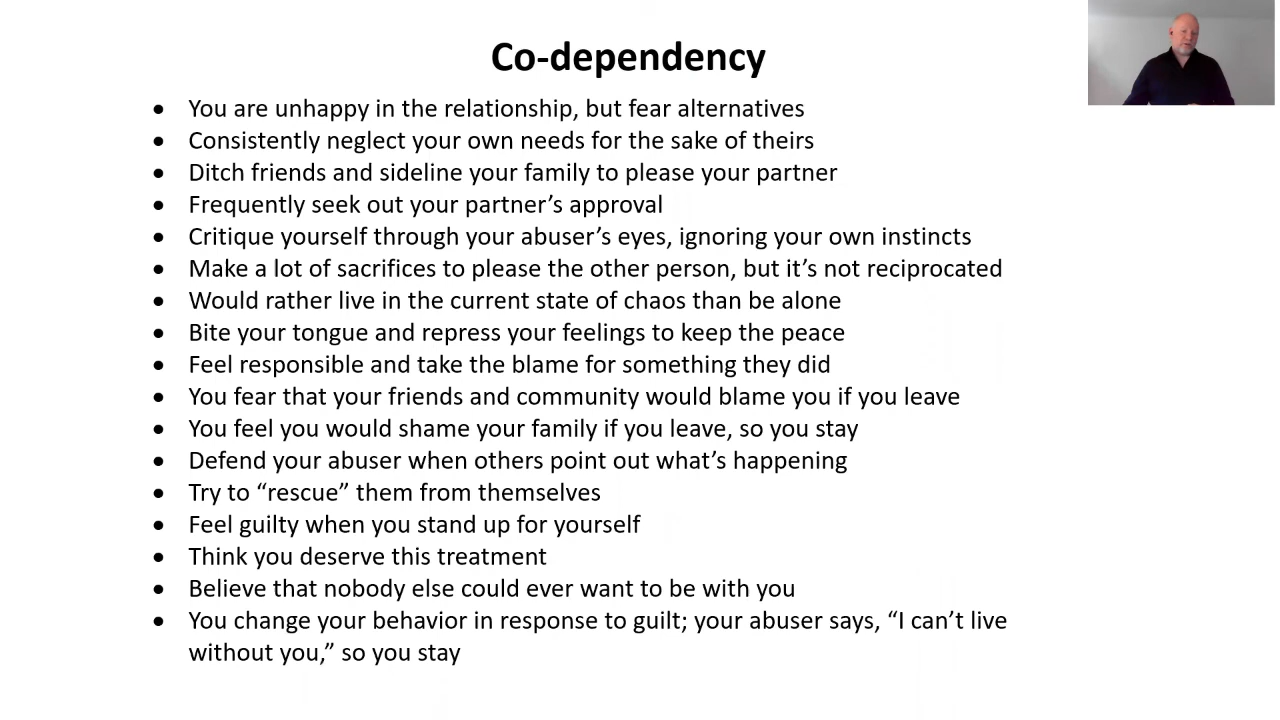 Co-dependency
• You are unhappy in the relationship, but fear alternatives
• Consistently neglect your own needs for the sake of theirs
• Ditch friends and sideline your family to please your partner
• Frequently seek out your partner’s approval
• Critique yourself through your abuser’s eyes, ignoring your own instincts
• Make a lot of sacrifices to please the other person, but it’s not reciprocated
• Would rather live in the current state of chaos than be alone
• Bite your tongue and repress your feelings to keep the peace
• Feel responsible and take the blame for something they did
• You fear that your friends and community would blame you if you leave
• You feel you would shame your family if you leave, so you stay
• Defend your abuser when others point out what’s happening
• Try to “rescue” them from themselves
• Feel guilty when you stand up for yourself
• Think you deserve this treatment
• Believe that nobody else could ever want to be with you
• You change your behavior in response to guilt; your abuser says, “I can’t live
without you,” so you stay